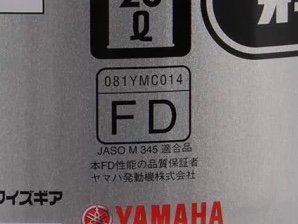 20
ℓ
081YMC014
FD
JASO M 345 適合品
本FD性能の品質保証者
ヤマハ発動機株式会社
ワイズギア
YAMAHA